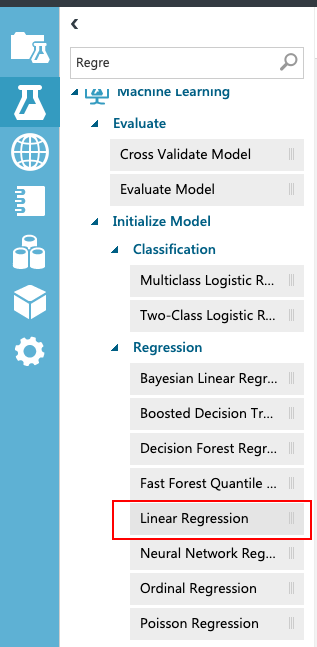 Regre
Machine Learning
Evaluate
Cross Validate Model
Evaluate Model
Initialize Model
Classification
Multiclass Logistic R...
Two-Class Logistic R...
Regression
Bayesian Linear Regr...
Boosted Decision Tr...
Decision Forest Regr...
Fast Forest Quantile ...
Linear Regression
Neural Network Reg...
Ordinal Regression
Poisson Regression